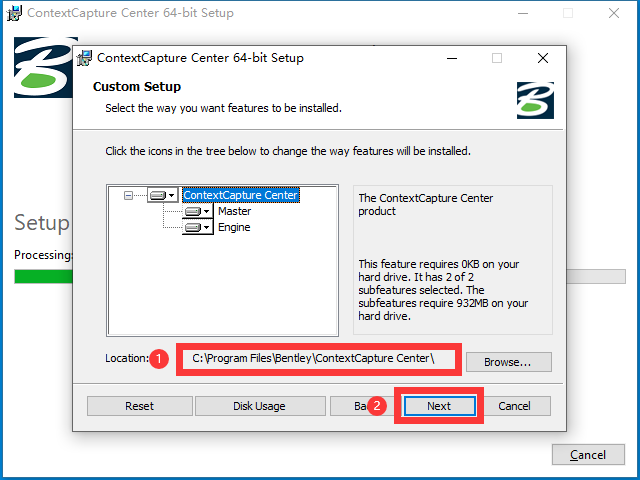 ContextCapture Center 64-bit Setup
ContextCapture Center 64-bit Setup
Custom Setup
Select the way you want features to be installed.
Click the icons in the tree below to change the way features will be installed.
ContextCapture Center
Master
Engine
The ContextCapture Center
product
This feature requires 0KB on your
hard drive. It has 2 of 2
subfeatures selected. The
subfeatures require 932MB on your
hard drive.
Setup
Processing:
Location:
1
C:\Program Files\Bentley\ContextCapture Center\
Browse...
Reset
Disk Usage
Ba
2
Next
Cancel
Cancel